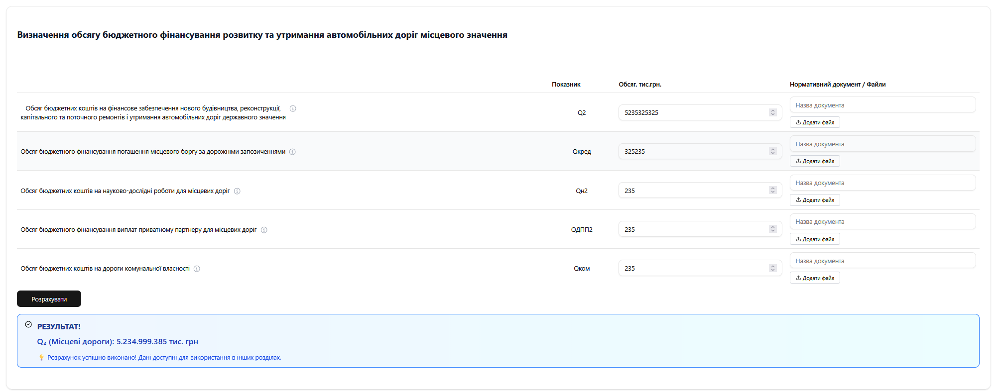 Визначення обсягу бюджетного фінансування розвитку та утримання автомобільних доріг місцевого значення
Показник Обсяг, тис.грн. Нормативний документ / Файли
Обсяг бюджетних коштів на фінансове забезпечення нового будівництва, реконструкції,
капітального та поточного ремонтів і утримання автомобільних доріг державного значення
Q2 5235325325
Назва документа
Додати файл
Обсяг бюджетного фінансування погашення місцевого боргу за дорожніми запозиченнями
Qкред 325235
Назва документа
Додати файл
Обсяг бюджетних коштів на науково-дослідні роботи для місцевих доріг
Qн2 235
Назва документа
Додати файл
Обсяг бюджетного фінансування виплат приватному партнеру для місцевих доріг
QДПП2 235
Назва документа
Додати файл
Обсяг бюджетних коштів на дороги комунальної власності
Qком 235
Назва документа
Додати файл
Розрахувати
РЕЗУЛЬТАТ!
Q₂ (Місцеві дороги): 5.234.999.385 тис. грн
💡 Розрахунок успішно виконано! Дані доступні для використання в інших розділах.